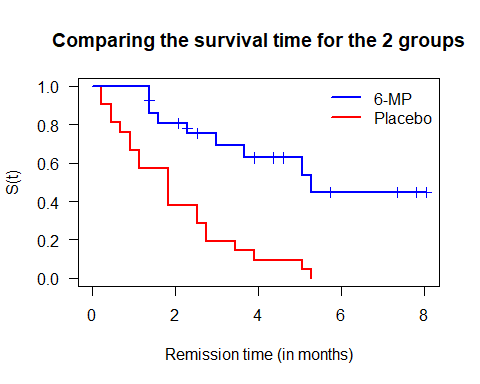 Comparing the survival time for the 2 groups
1.0
0.8
0.6
0.4
0.2
0.0
S(t)
6-MP
Placebo
0 2 4 6 8
Remission time (in months)